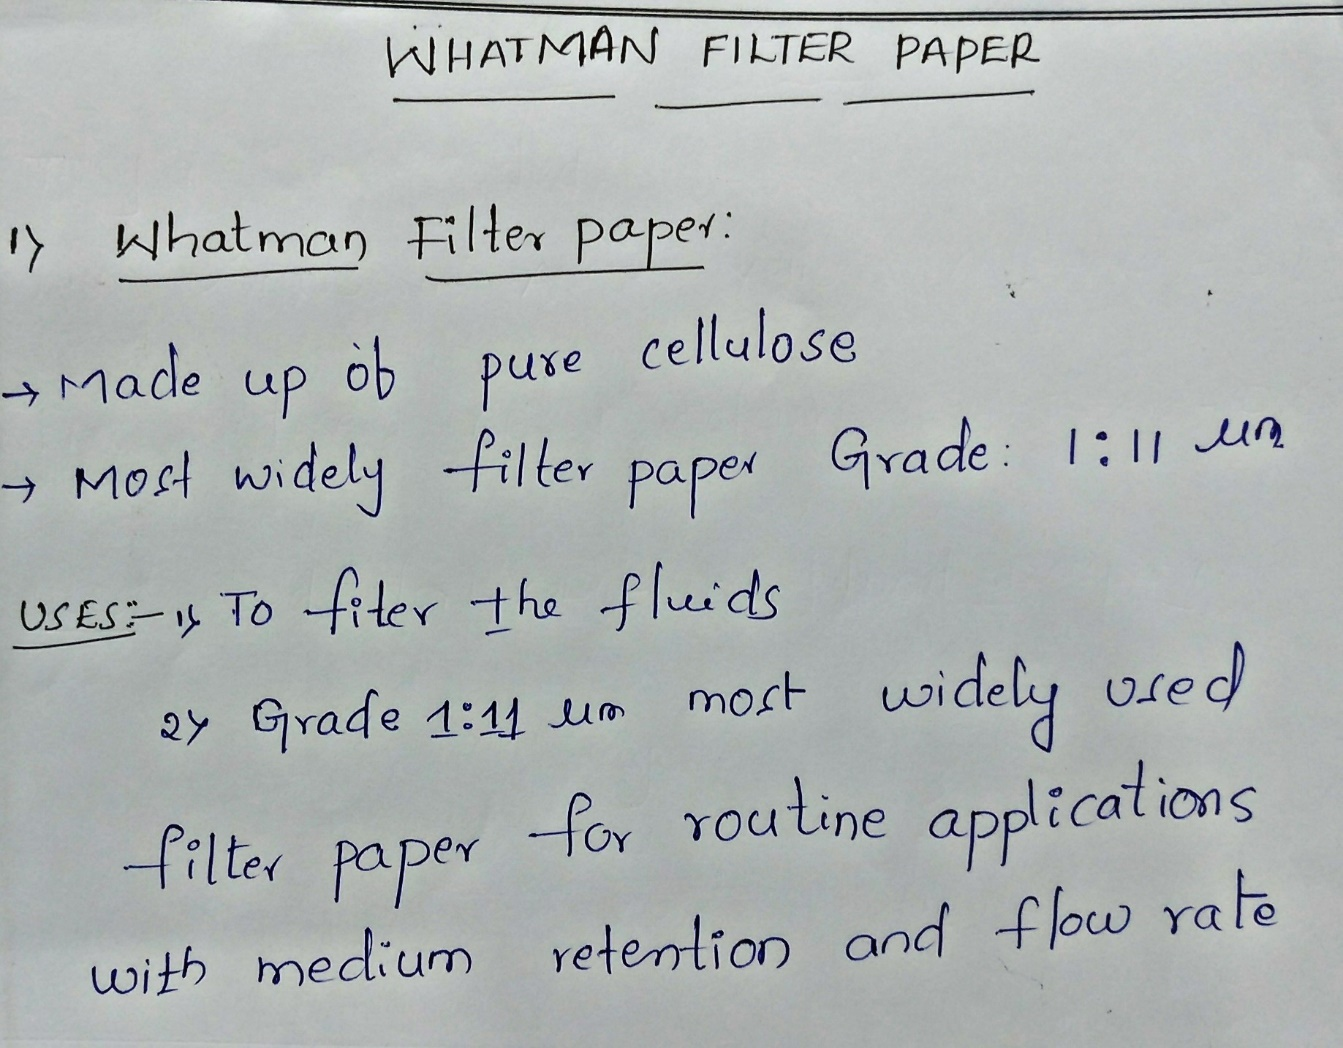 WHATMAN FILTER PAPER
1) Whatman Filter paper:
→ Made up of pure cellulose
→ Most widely filter paper Grade: 1:11 um
USES:- 1) To fiter the fluids
2) Grade 1:11 um most widely used
filter paper for routine applications
with medium retention and flow rate